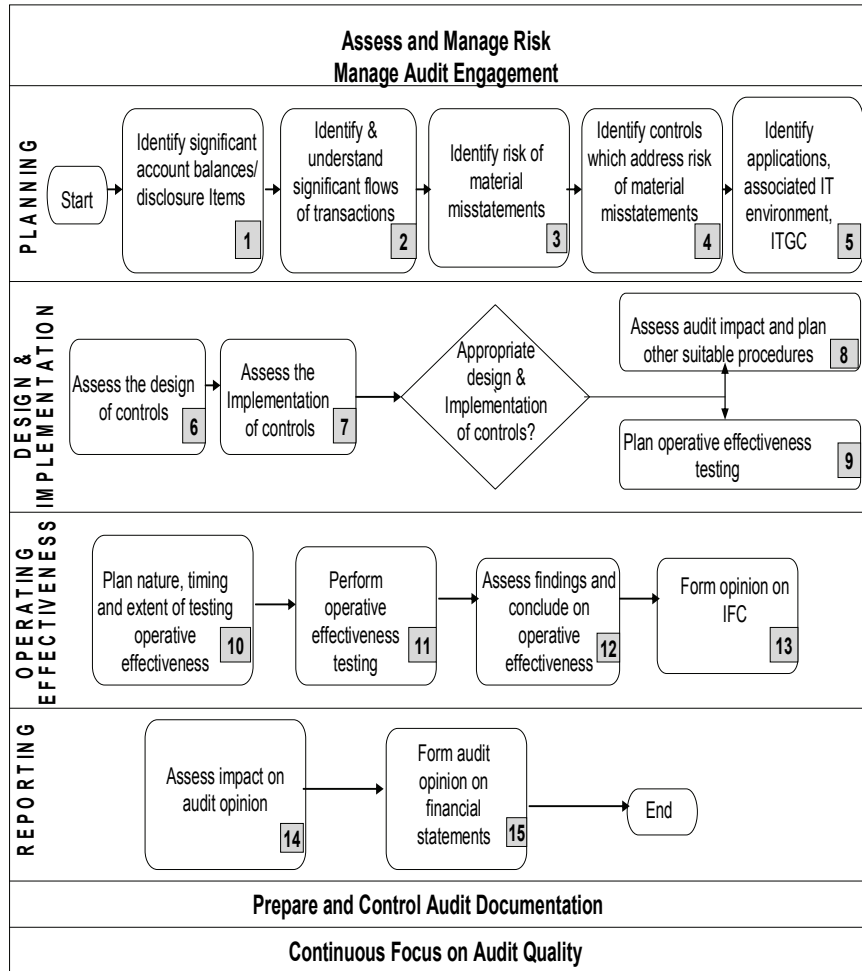 Assess and Manage Risk
Manage Audit Engagement
PLANNING
Start
Identify significant
account balances/
disclosure Items
1
Identify &
understand
significant flows
of transactions
2
Identify risk of
material
misstatements
3
Identify controls
which address risk
of material
misstatements
4
Identify
applications,
associated IT
environment,
ITGC
5
DESIGN &
IMPLEMENTATION
Assess the design
of controls
6
Assess the
Implementation
of controls
7
Appropriate
design &
Implementation
of controls?
Assess audit impact and plan
other suitable procedures
8
Plan operative effectiveness
testing
9
OPERATING
EFFECTIVENESS
Plan nature, timing
and extent of testing
operative
effectiveness
10
Perform
operative
effectiveness
testing
11
Assess findings and
conclude on
operative
effectiveness
12
Form opinion on
IFC
13
REPORTING
Assess impact on
audit opinion
14
Form audit
opinion on
financial
statements
15
End
Prepare and Control Audit Documentation
Continuous Focus on Audit Quality